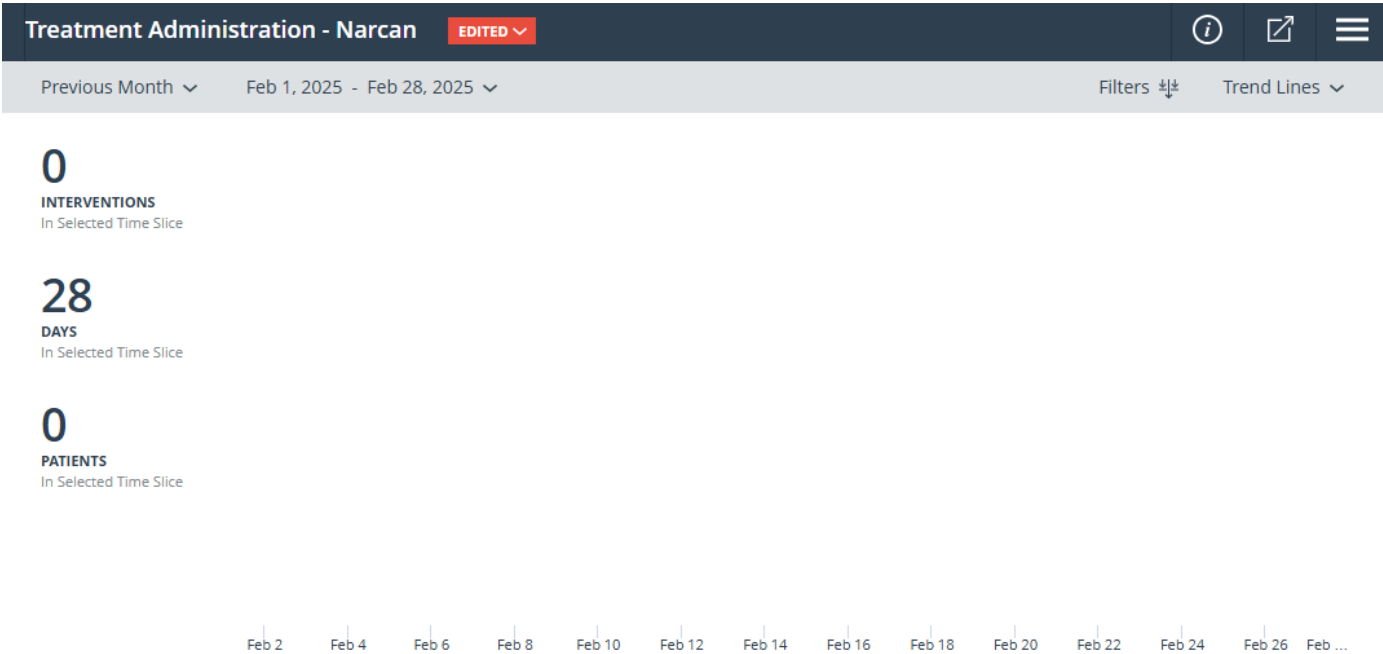 Treatment Administration - Narcan EDITED
Previous Month Feb 1, 2025 - Feb 28, 2025 Filters Trend Lines
0
INTERVENTIONS
In Selected Time Slice
28
DAYS
In Selected Time Slice
0
PATIENTS
In Selected Time Slice
Feb 2 Feb 4 Feb 6 Feb 8 Feb 10 Feb 12 Feb 14 Feb 16 Feb 18 Feb 20 Feb 22 Feb 24 Feb 26 Feb ...